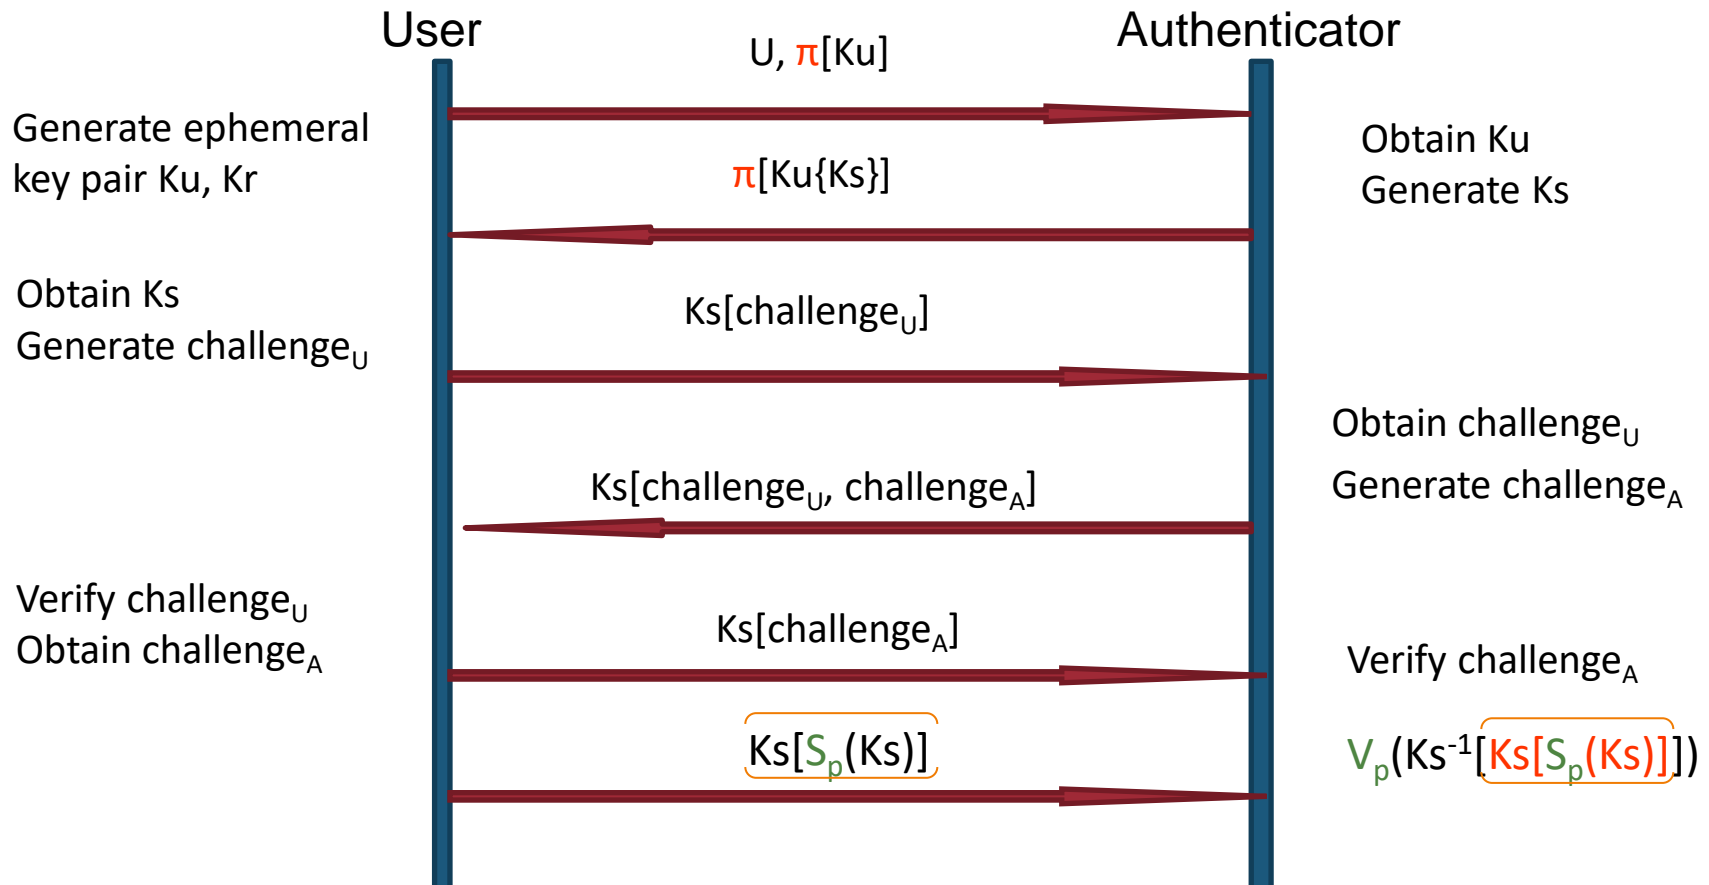 User
Authenticator
U, π[Ku]
Generate ephemeral
key pair Ku, Kr
Obtain Ku
Generate Ks
π[Ku{Ks}]
Obtain Ks
Generate challengeU
Ks[challengeU]
Obtain challengeU
Generate challengeA
Ks[challengeU, challengeA]
Verify challengeU
Obtain challengeA
Ks[challengeA]
Verify challengeA
Ks[Sp(Ks)]
Vp(Ks-1[Ks[Sp(Ks)]])